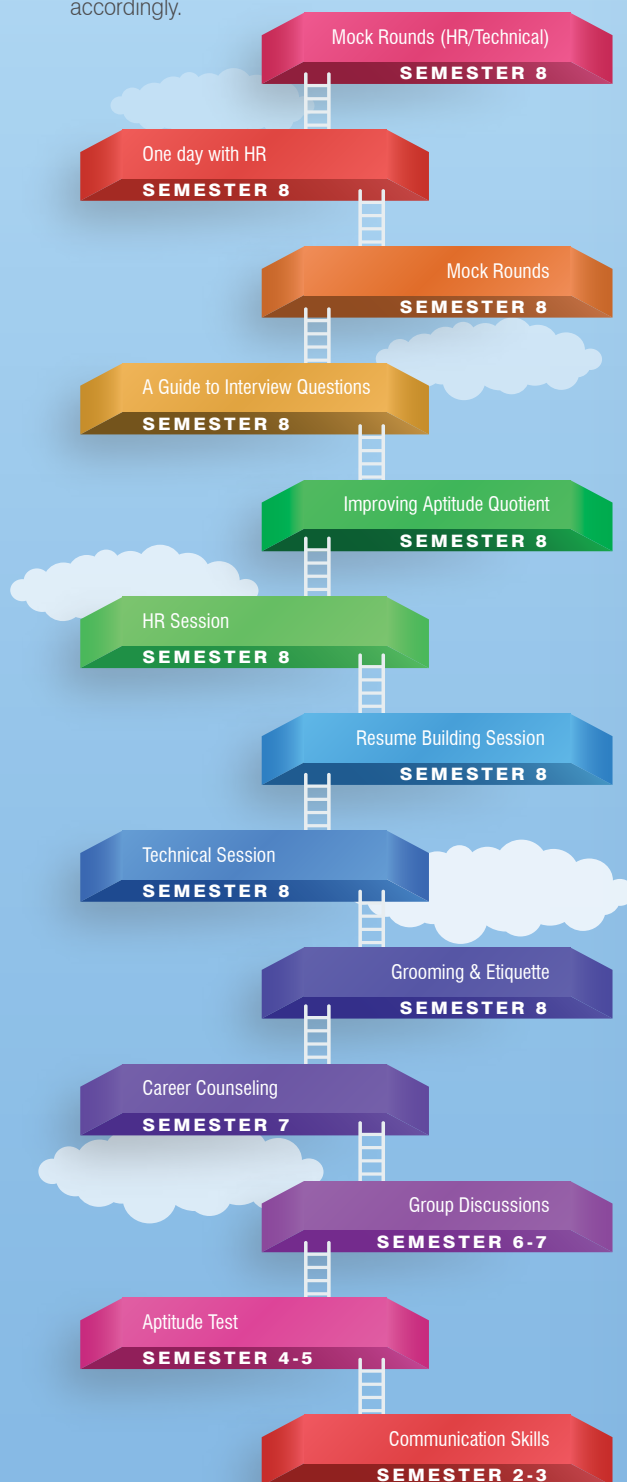 accordingly.
Mock Rounds (HR/Technical)
SEMESTER 8
One day with HR
SEMESTER 8
Mock Rounds
SEMESTER 8
A Guide to Interview Questions
SEMESTER 8
Improving Aptitude Quotient
SEMESTER 8
HR Session
SEMESTER 8
Resume Building Session
SEMESTER 8
Technical Session
SEMESTER 8
Grooming & Etiquette
SEMESTER 8
Career Counseling
SEMESTER 7
Group Discussions
SEMESTER 6-7
Aptitude Test
SEMESTER 4-5
Communication Skills
SEMESTER 2-3